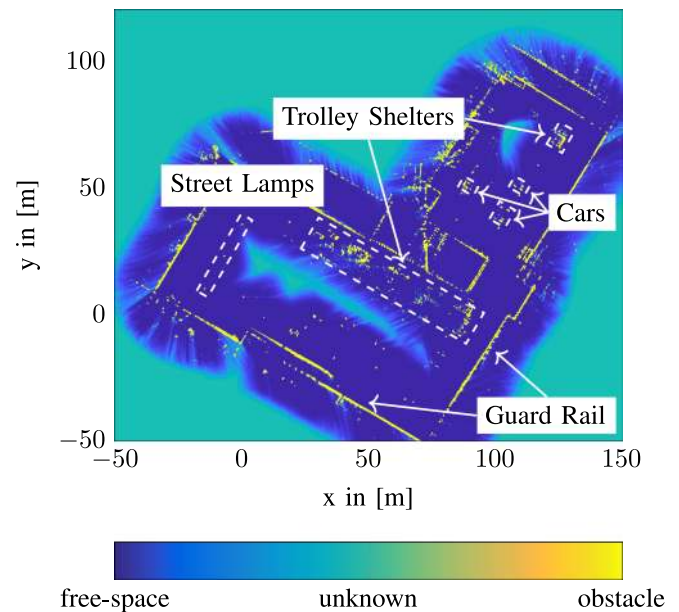 100
Trolley Shelters
Street Lamps
50
Cars
y in [m]
0
Guard Rail
−50
−50 0 50 100 150
x in [m]
free-space unknown obstacle